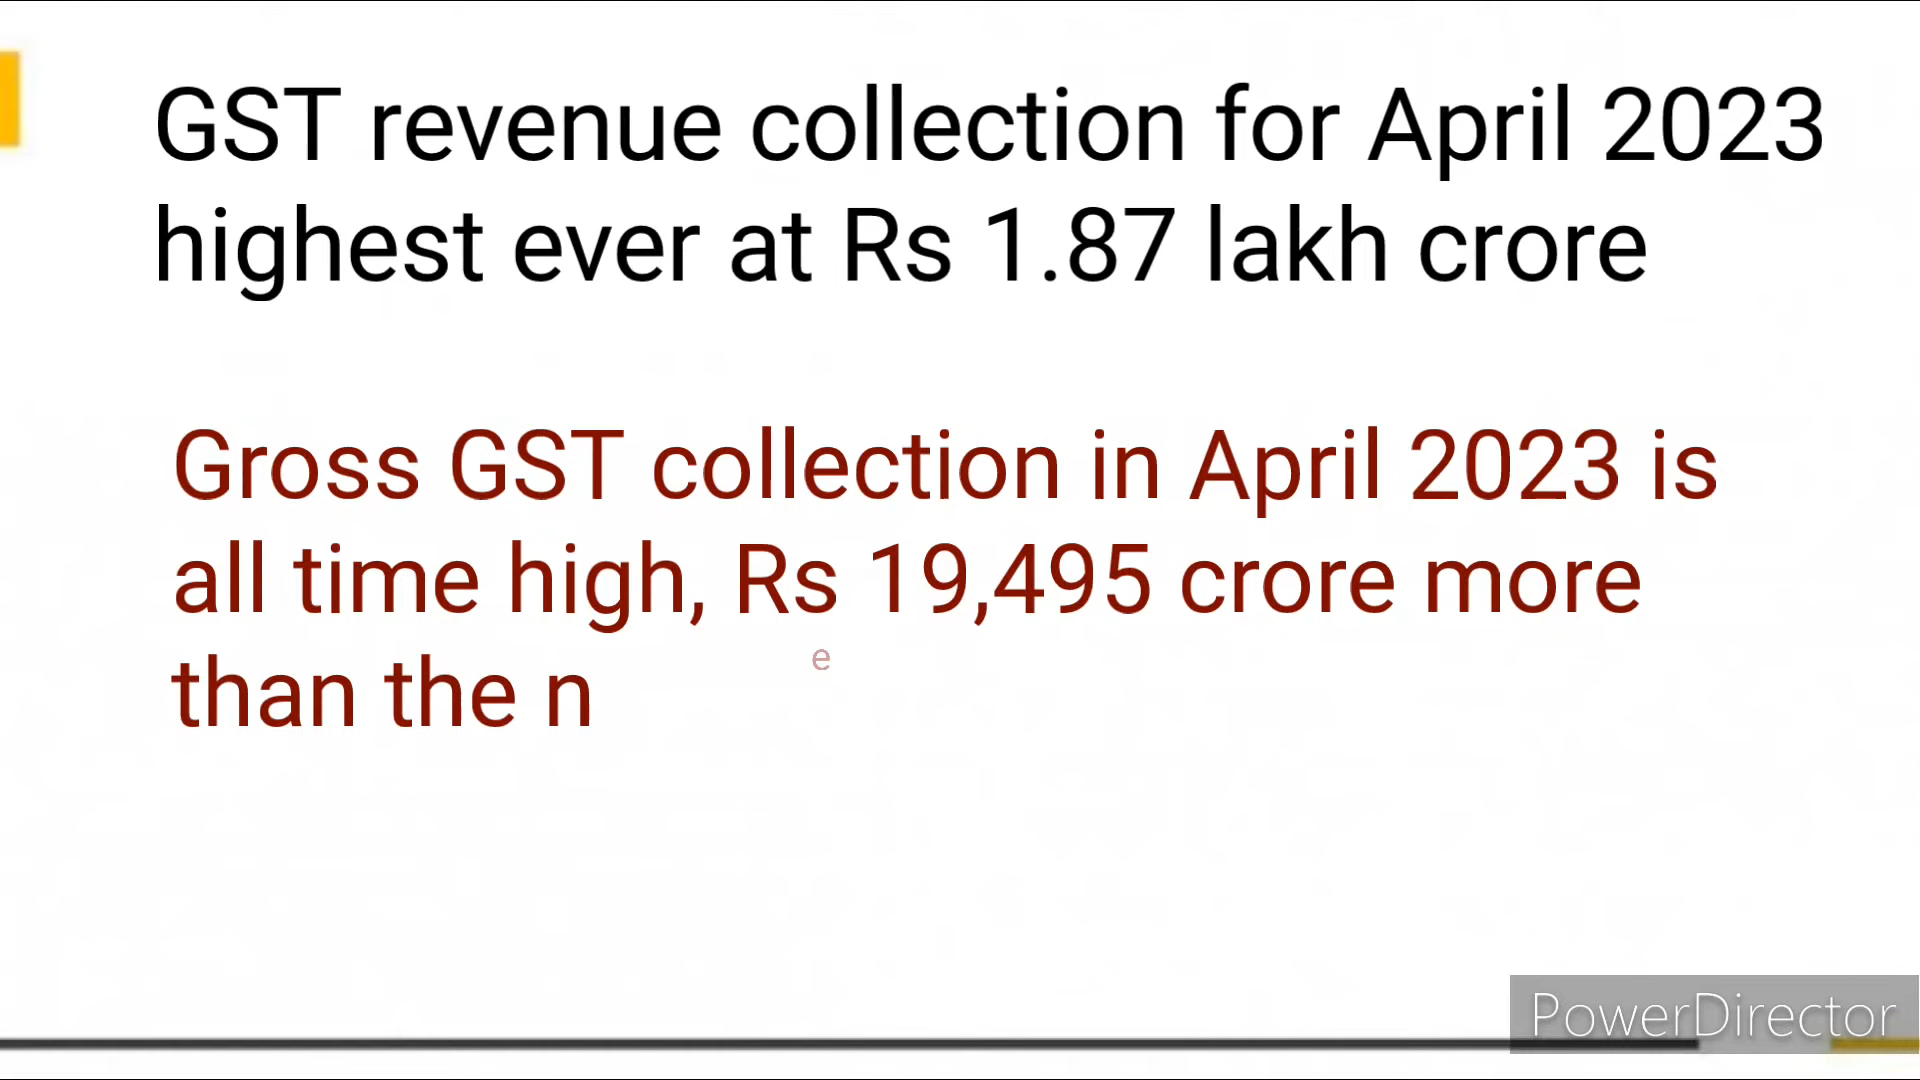 GST revenue collection for April 2023
highest ever at Rs 1.87 lakh crore
Gross GST collection in April 2023 is
all time high, Rs 19,495 crore more
than the n
e
PowerDirector